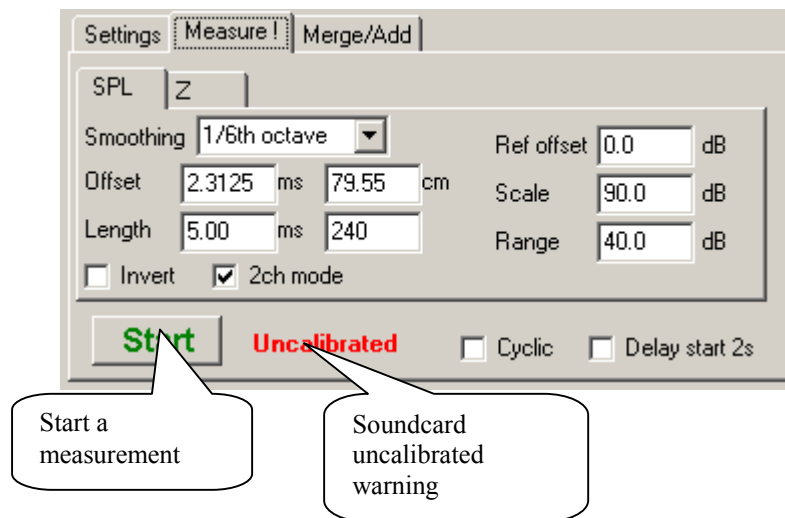 Settings Measure ! Merge/Add
SPL Z
Smoothing 1/6th octave Ref offset 0.0 dB
Offset 2.3125 ms 79.55 cm Scale 90.0 dB
Length 5.00 ms 240 Range 40.0 dB
Invert 2ch mode
Start Uncalibrated Cyclic Delay start 2s
Start a
measurement
Soundcard
uncalibrated
warning